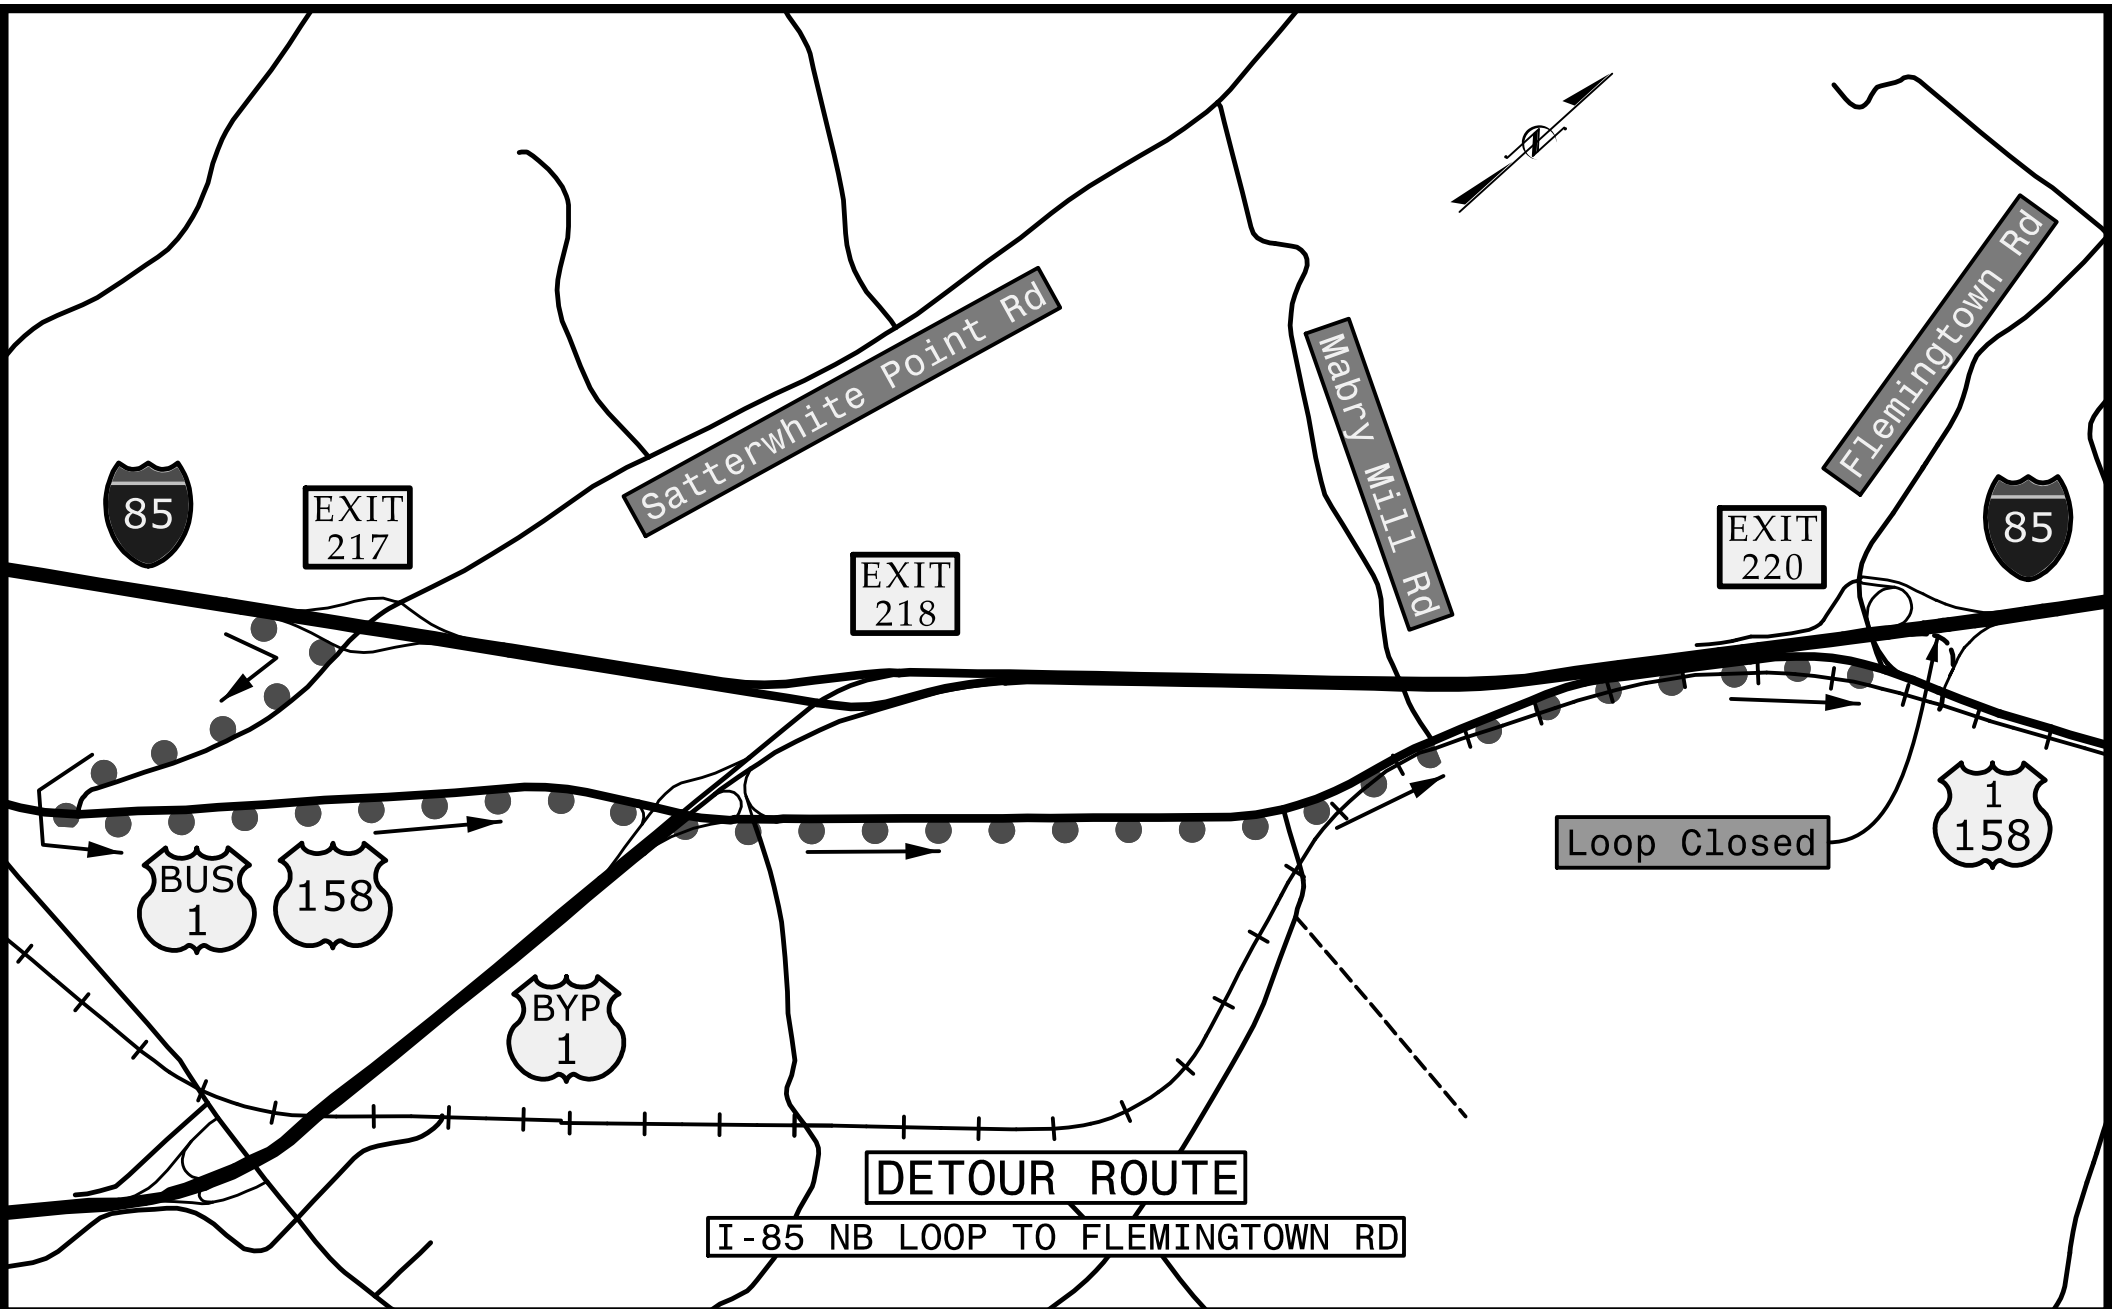 Flemingtown Rd
Satterwhite Point Rd
Mabry Mill Rd
85
EXIT
217
85
EXIT
220
EXIT
218
1
158
Loop Closed
BUS
1
158
BYP
1
DETOUR ROUTE
I-85 NB LOOP TO FLEMINGTOWN RD